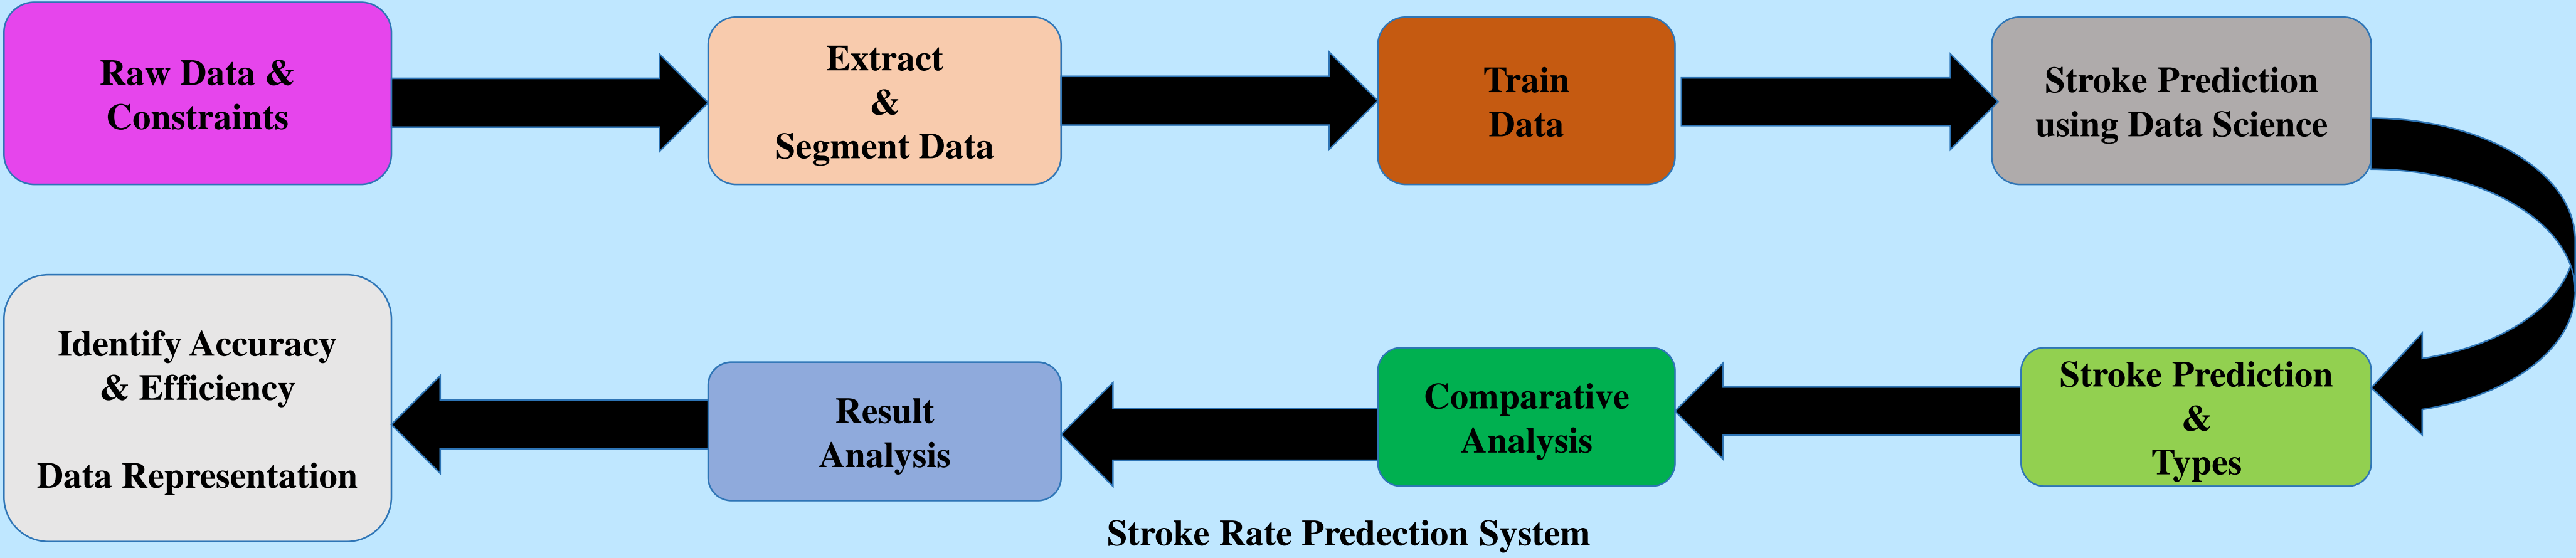 Raw Data &
Constraints
Extract
&
Segment Data
Train
Data
Stroke Prediction
using Data Science
Stroke Prediction
&
Types
Comparative
Analysis
Result
Analysis
Identify Accuracy
& Efficiency
Data Representation
Stroke Rate Predection System